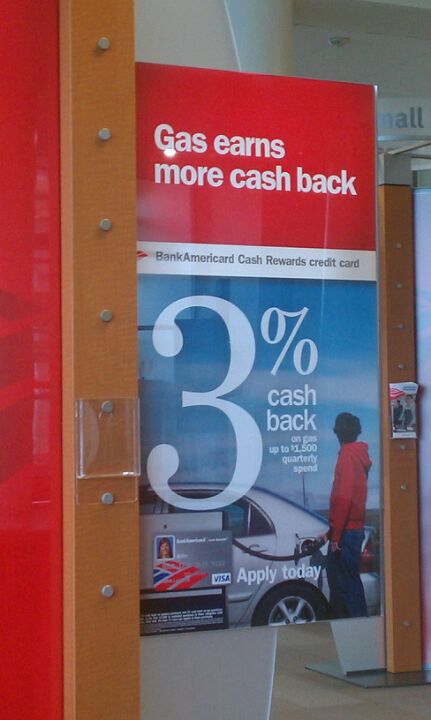 Gas earns
more cash back
BankAmericard Cash Rewards credit card
3%
cash
back
on gas
up to $1,500
quarterly
spend
BankAmericard
VISA
Apply today